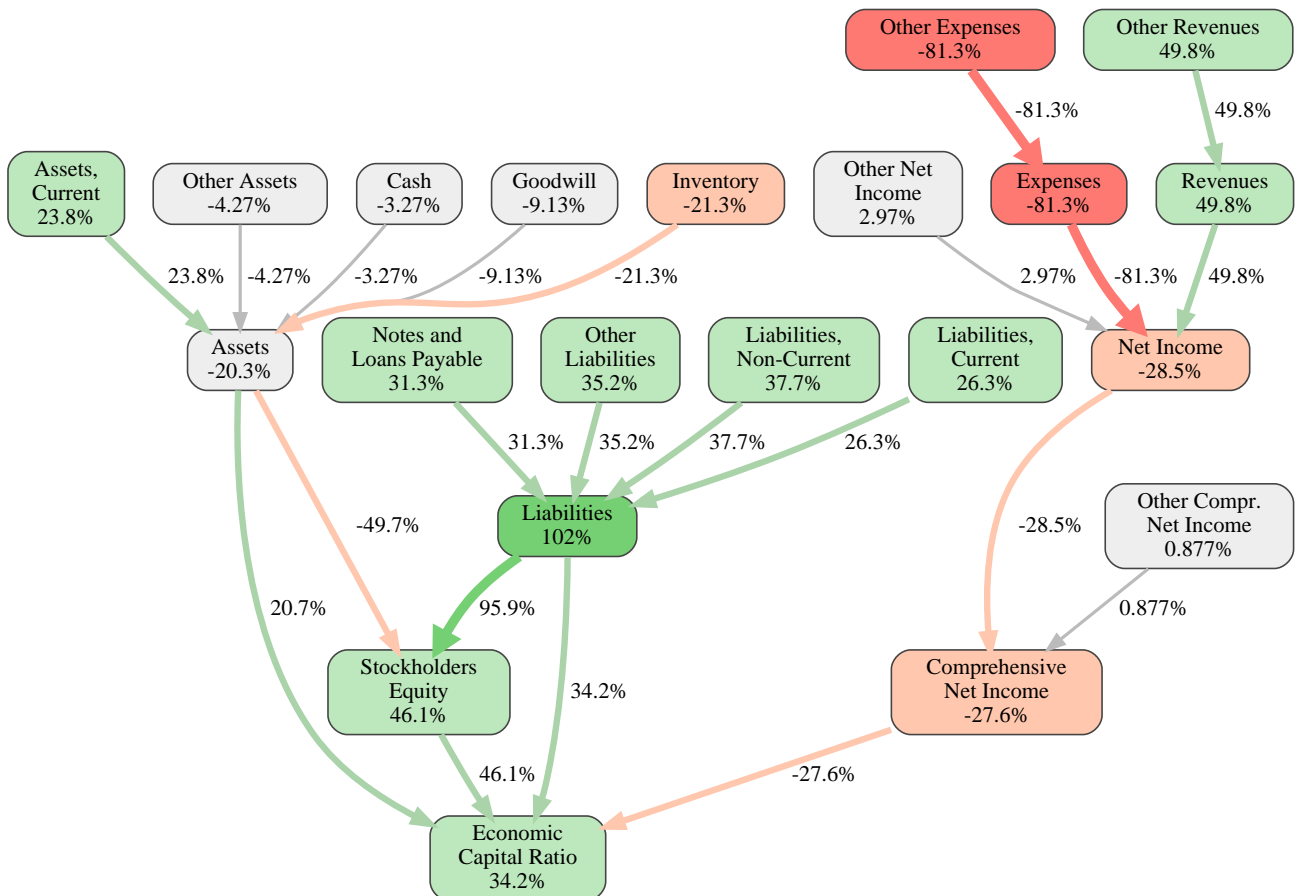 Other Expenses
-81.3%
Other Revenues
49.8%
-81.3%
49.8%
Assets,
Current
23.8%
Other Assets
-4.27%
Cash
-3.27%
Goodwill
-9.13%
Inventory
-21.3%
Other Net
Income
2.97%
Expenses
-81.3%
Revenues
49.8%
23.8%
-4.27%
-3.27%
-9.13%
-21.3%
2.97%
-81.3%
49.8%
Assets
-20.3%
Notes and
Loans Payable
31.3%
Other
Liabilities
35.2%
Liabilities,
Non-Current
37.7%
Liabilities,
Current
26.3%
Net Income
-28.5%
31.3%
35.2%
37.7%
26.3%
-49.7%
Liabilities
102%
-28.5%
Other Compr.
Net Income
0.877%
20.7%
95.9%
0.877%
Stockholders
Equity
46.1%
34.2%
Comprehensive
Net Income
-27.6%
46.1%
-27.6%
Economic
Capital Ratio
34.2%